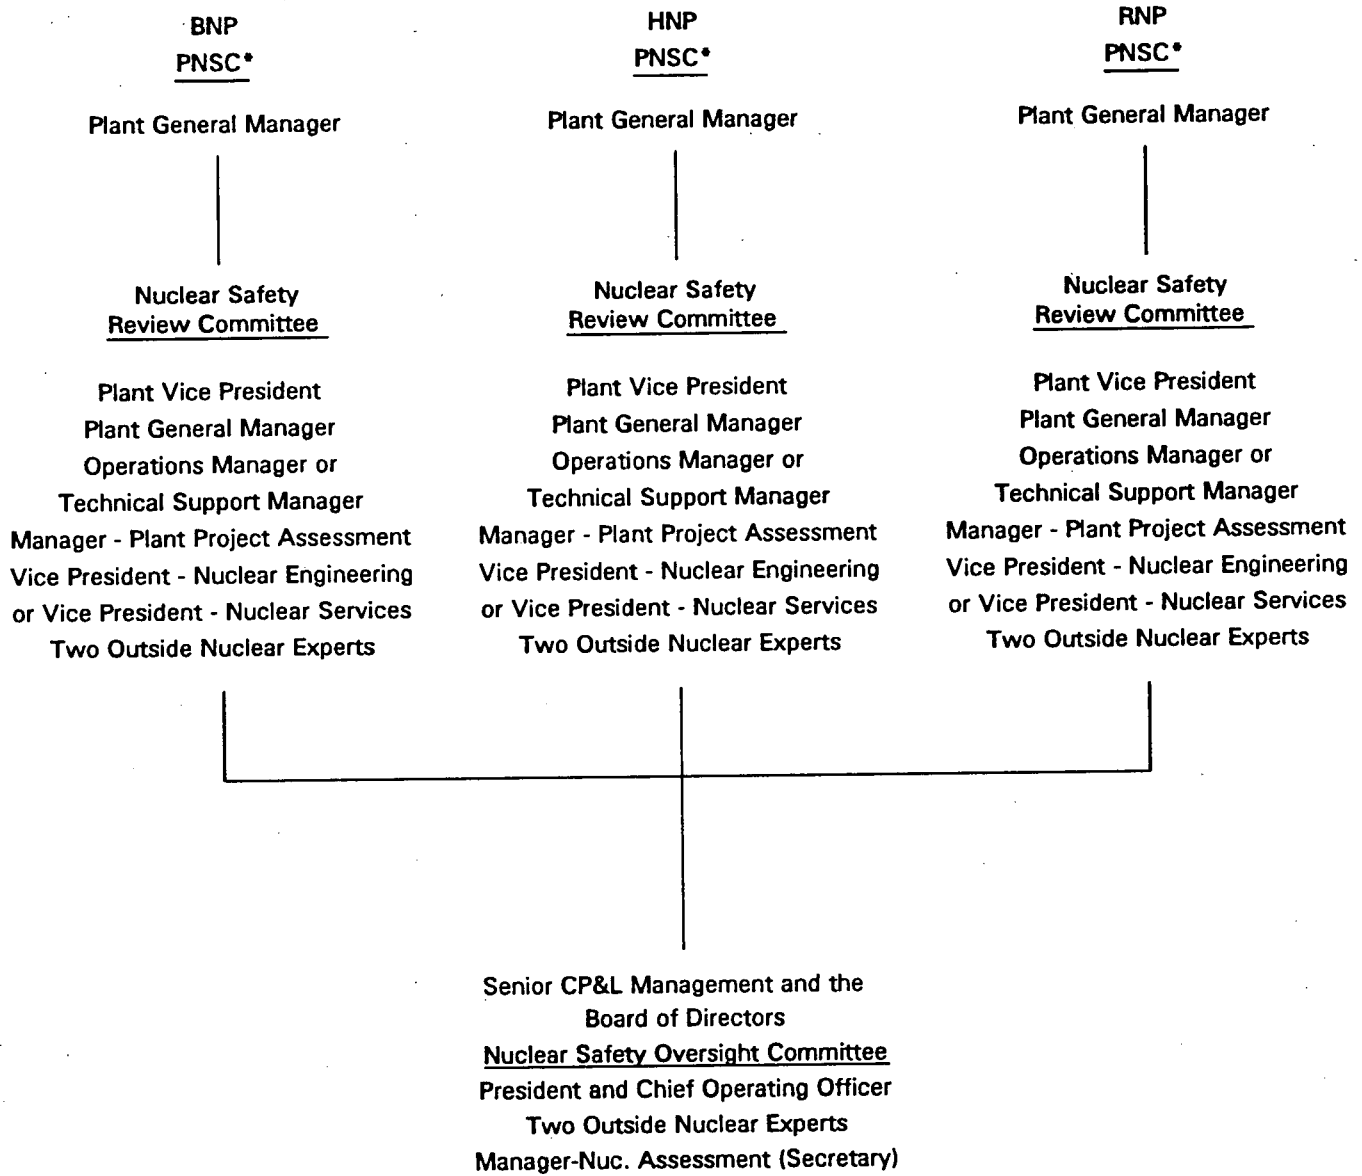 BNP
PNSC*
Plant General Manager
Nuclear Safety
Review Committee
Plant Vice President
Plant General Manager
Operations Manager or
Technical Support Manager
Manager - Plant Project Assessment
Vice President - Nuclear Engineering
or Vice President - Nuclear Services
Two Outside Nuclear Experts
HNP
PNSC*
Plant General Manager
Nuclear Safety
Review Committee
Plant Vice President
Plant General Manager
Operations Manager or
Technical Support Manager
Manager - Plant Project Assessment
Vice President - Nuclear Engineering
or Vice President - Nuclear Services
Two Outside Nuclear Experts
RNP
PNSC*
Plant General Manager
Nuclear Safety
Review Committee
Plant Vice President
Plant General Manager
Operations Manager or
Technical Support Manager
Manager - Plant Project Assessment
Vice President - Nuclear Engineering
or Vice President - Nuclear Services
Two Outside Nuclear Experts
Senior CP&L Management and the
Board of Directors
Nuclear Safety Oversight Committee
President and Chief Operating Officer
Two Outside Nuclear Experts
Manager-Nuc. Assessment (Secretary)